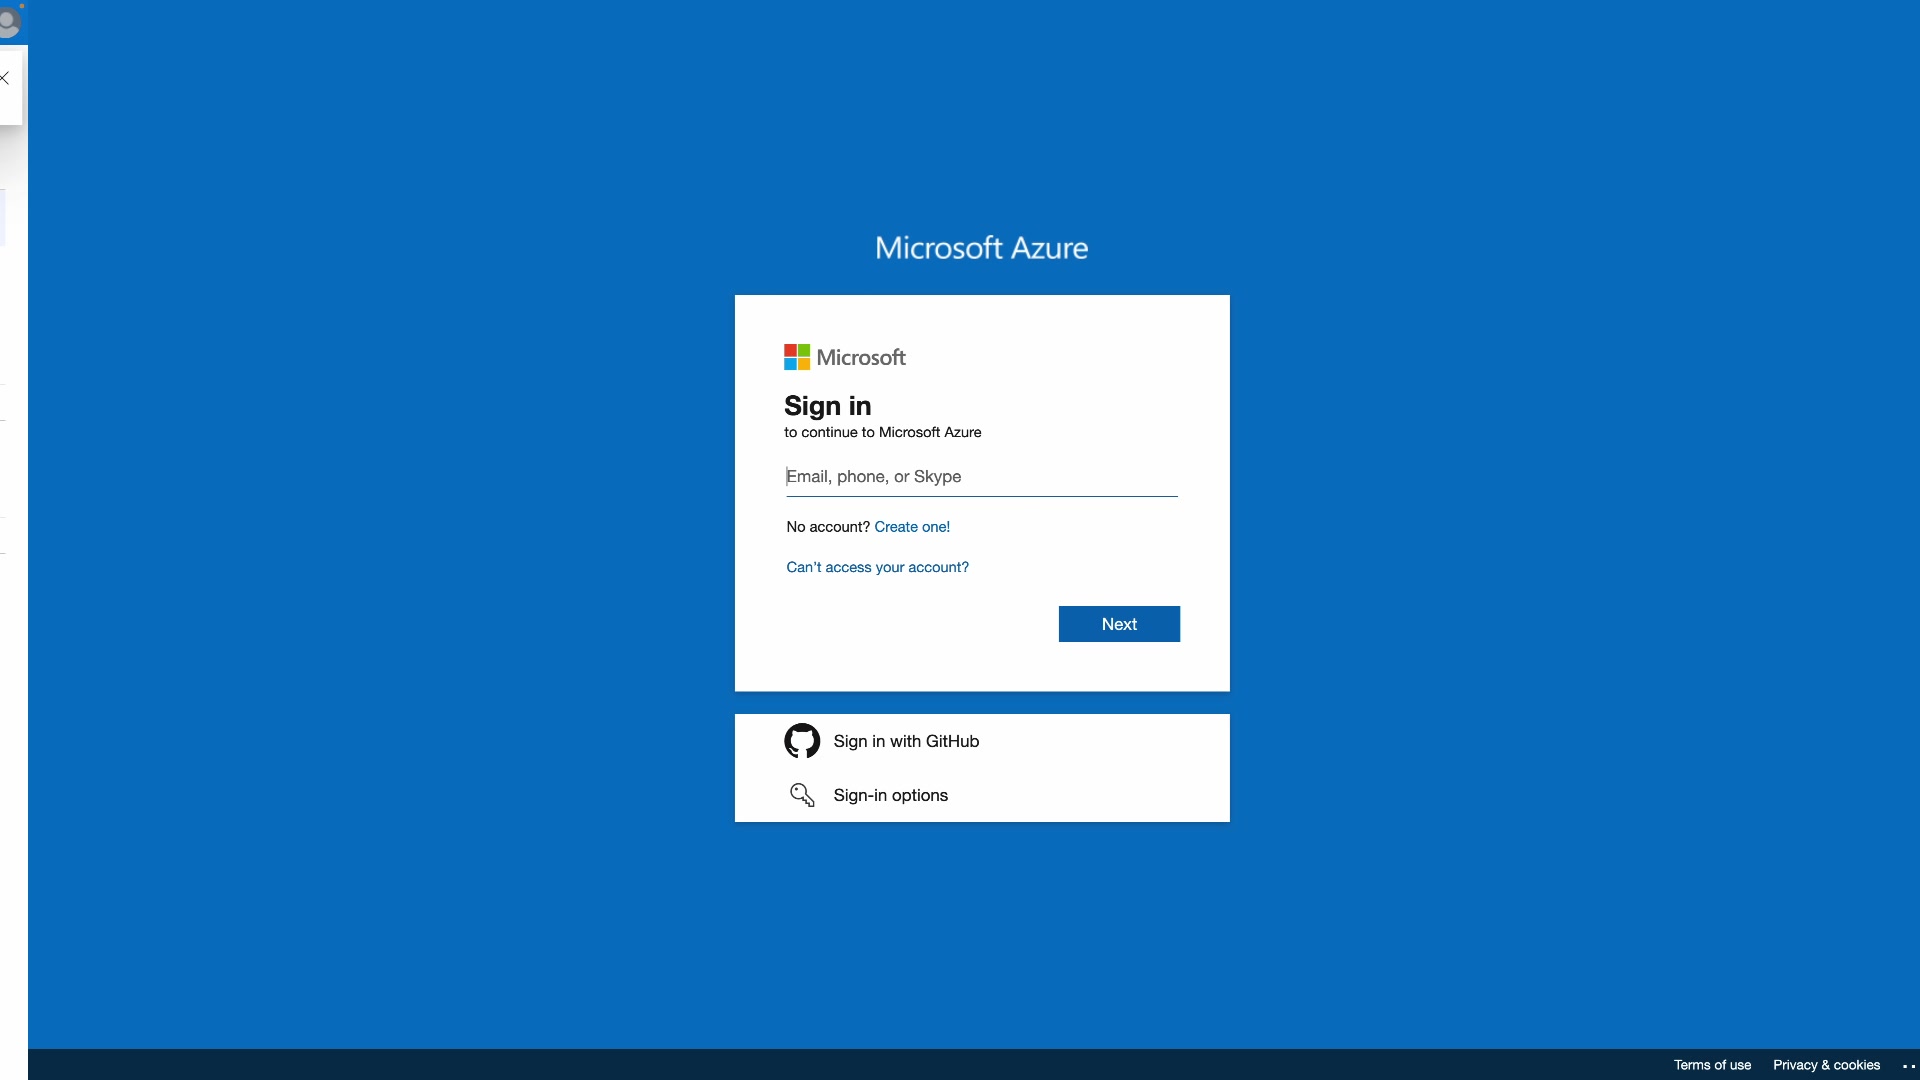 Microsoft Azure
Microsoft
Sign in
to continue to Microsoft Azure
Email, phone, or Skype
No account? Create one!
Can't access your account?
Next
Sign in with GitHub
Sign-in options
Terms of use Privacy & cookies